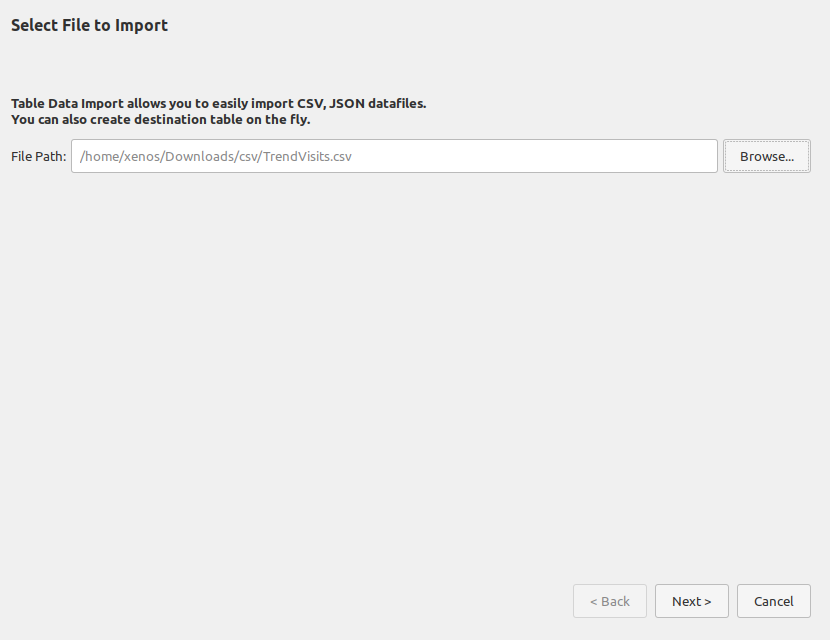 Select File to Import
Table Data Import allows you to easily import CSV, JSON datafiles.
You can also create destination table on the fly.
File Path: /home/xenos/Downloads/csv/TrendVisits.csv Browse...
< Back Next > Cancel